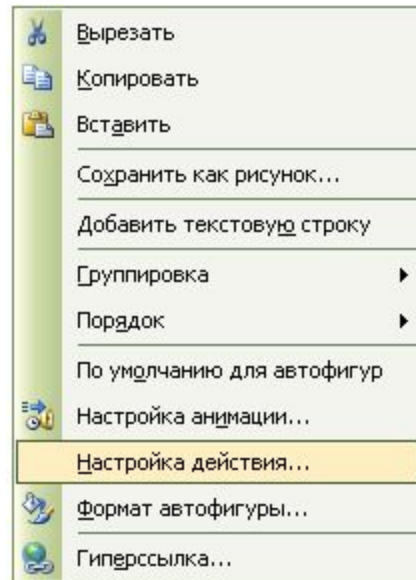 Вырезать
Копировать
Вставить
Сохранить как рисунок...
Добавить текстовую строку
Группировка
Порядок
По умолчанию для автофигур
Настройка анимации...
Настройка действия...
Формат автофигуры...
Гиперссылка...